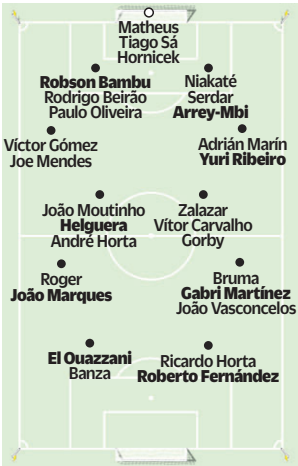 Matheus
Tiago Sá
Hornicek
Robson Bambu
Rodrigo Beirão
Paulo Oliveira
Niakaté
Serdar
Arrey-Mbi
Víctor Gómez
Joe Mendes
Adrián Marín
Yuri Ribeiro
João Moutinho
Helguera
André Horta
Zalazar
Vítor Carvalho
Gorby
Roger
João Marques
Bruma
Gabri Martínez
João Vasconcelos
El Ouazzani
Banza
Ricardo Horta
Roberto Fernández